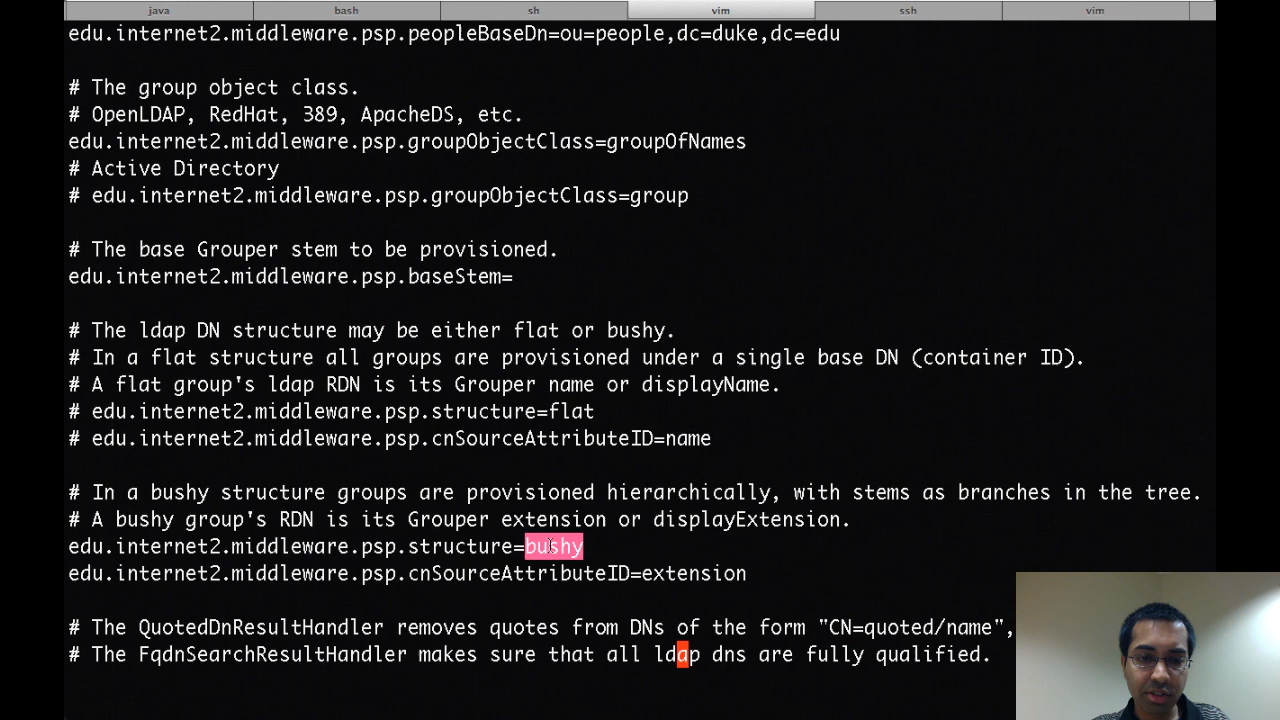 java bash sh vim ssh vim
edu.internet2.middleware.psp.peopleBaseDn=ou=people,dc=duke,dc=edu
# The group object class.
# OpenLDAP, RedHat, 389, ApacheDS, etc.
edu.internet2.middleware.psp.groupObjectClass=groupOfNames
# Active Directory
# edu.internet2.middleware.psp.groupObjectClass=group
# The base Grouper stem to be provisioned.
edu.internet2.middleware.psp.baseStem=
# The ldap DN structure may be either flat or bushy.
# In a flat structure all groups are provisioned under a single base DN (container ID).
# A flat group's ldap RDN is its Grouper name or displayName.
# edu.internet2.middleware.psp.structure=flat
# edu.internet2.middleware.psp.cnSourceAttributeID=name
# In a bushy structure groups are provisioned hierarchically, with stems as branches in the tree.
# A bushy group's RDN is its Grouper extension or displayExtension.
edu.internet2.middleware.psp.structure=bushy
edu.internet2.middleware.psp.cnSourceAttributeID=extension
# The QuotedDnResultHandler removes quotes from DNs of the form "CN=quoted/name",
# The FqdnSearchResultHandler makes sure that all ldap dns are fully qualified.